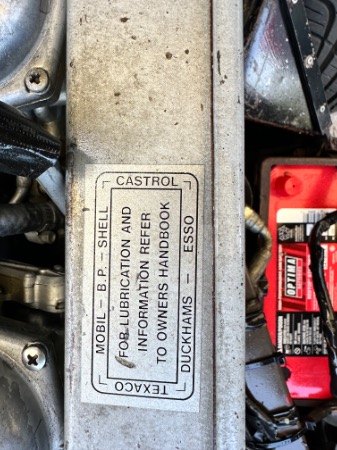 CASTROL
MOBIL – B.P. – SHELL
FOR LUBRICATION AND
INFORMATION REFER
TO OWNERS HANDBOOK
DUCKHAMS – ESSO
TEXACO